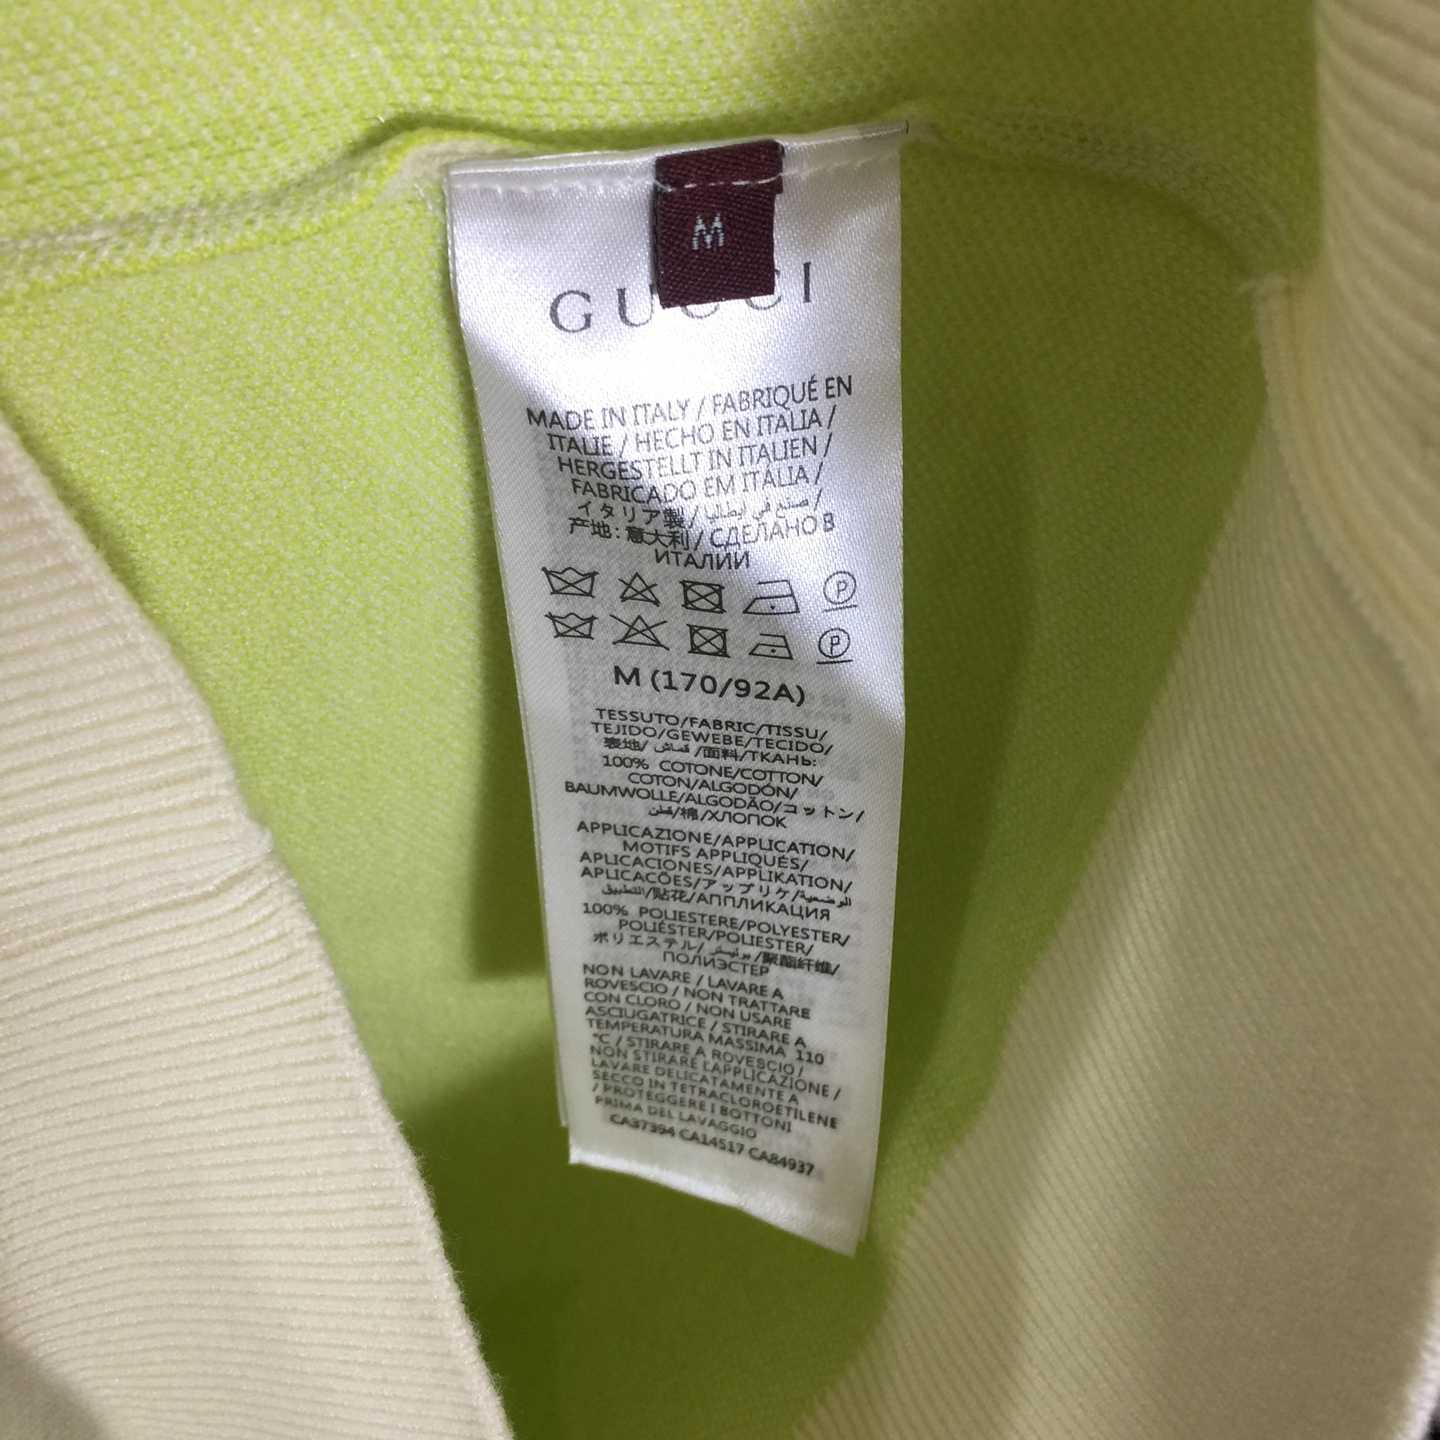 M
GUCCI
MADE IN ITALY / FABRIQUÉ EN
ITALIE / HECHO EN ITALIA /
HERGESTELLT IN ITALIEN /
FABRICADO EM ITÁLIA /
イタリア製 / صنع في ايطاليا /
产地: 意大利 / СДЕЛАНО В
ИТАЛИИ
P
P
M (170/92A)
TESSUTO/FABRIC/TISSU/
TEJIDO/GEWEBE/TECIDO/
表地/ قماش /面料/ТКАНЬ:
100% COTONE/COTTON/
COTON/ALGODÓN/
BAUMWOLLE/ALGODÃO/コットン/
قطن/棉/ХЛОПОК
APPLICAZIONE/APPLICATION/
MOTIFS APPLIQUÉS/
APLICACIONES/APPLIKATION/
APLICACÕES/アップリケ/الوضعية
التطبيق/贴花/АППЛИКАЦИЯ
100% POLIESTERE/POLYESTER/
POLIÉSTER/POLIESTER/
ポリエステル/ بوليستر /聚酯纤维/
ПОЛИЭСТЕР
NON LAVARE / LAVARE A
ROVESCIO / NON TRATTARE
CON CLORO / NON USARE
ASCIUGATRICE / STIRARE A
TEMPERATURA MASSIMA 110
°C / STIRARE A ROVESCIO /
NON STIRARE L'APPLICAZIONE /
LAVARE DELICATAMENTE A
SECCO IN TETRACLOROETILENE
/ PROTEGGERE I BOTTONI
PRIMA DEL LAVAGGIO
CA37394 CA14517 CA84937